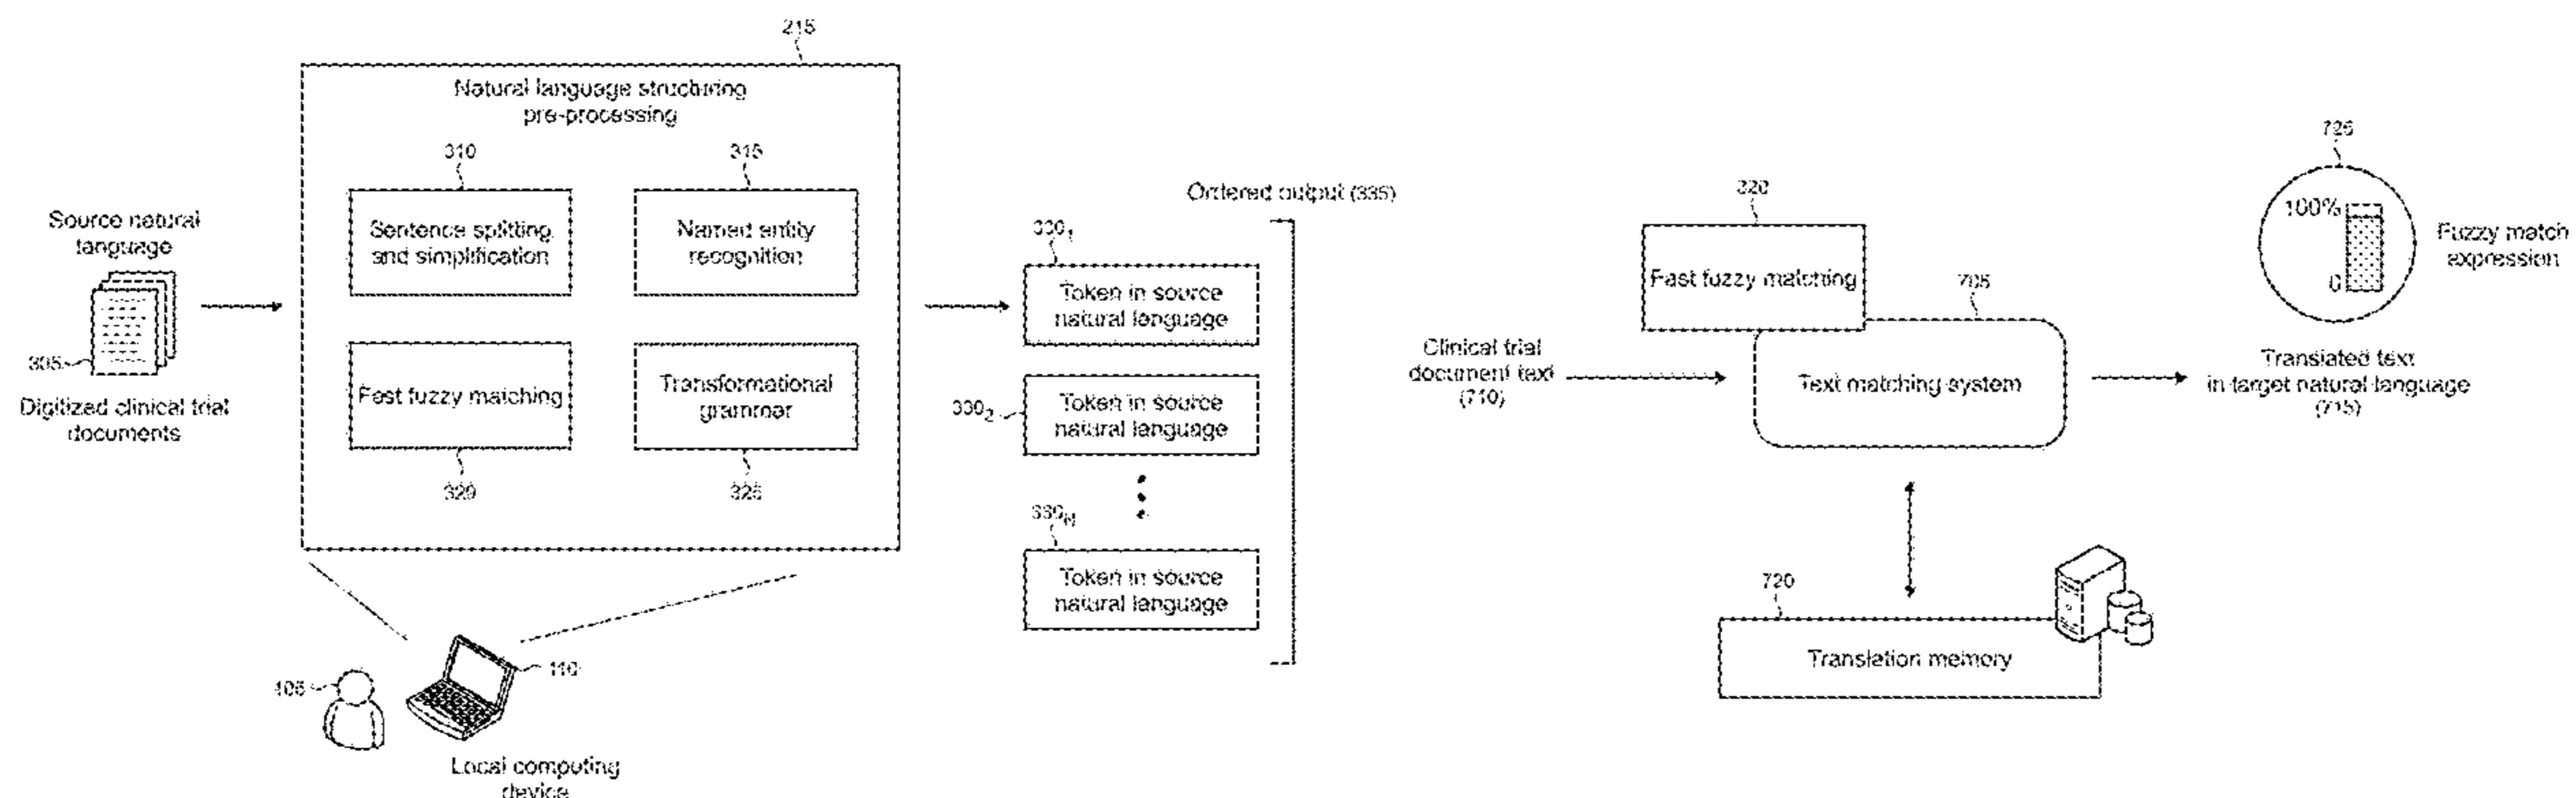 215
Natural language structuring
pre-processing
310
315
Sentence splitting
and simplification
Named entity
recognition
Fast fuzzy matching
Transformational
grammar
320
325
Source natural
language
305
Digitized clinical trial
documents
105
110
Local computing
device
Ordered output (335)
330₁
Token in source
natural language
330₂
Token in source
natural language
330N
Token in source
natural language
Clinical trial
document text
(710)
320
Fast fuzzy matching
705
Text matching system
720
Translation memory
725
100%
0
Fuzzy match
expression
Translated text
in target natural language
(715)